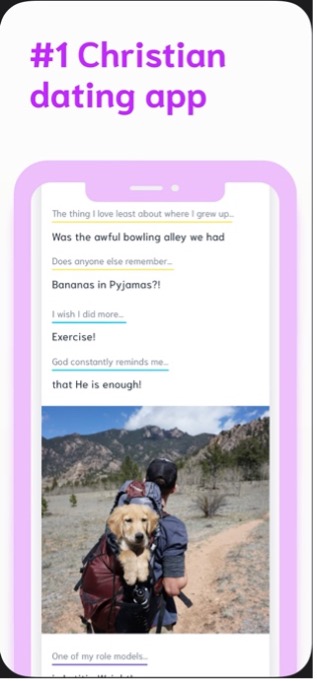 #1 Christian
dating app
The thing I love least about where I grew up...
Was the awful bowling alley we had
Does anyone else remember...
Bananas in Pyjamas?!
I wish I did more...
Exercise!
God constantly reminds me...
that He is enough!
One of my role models...